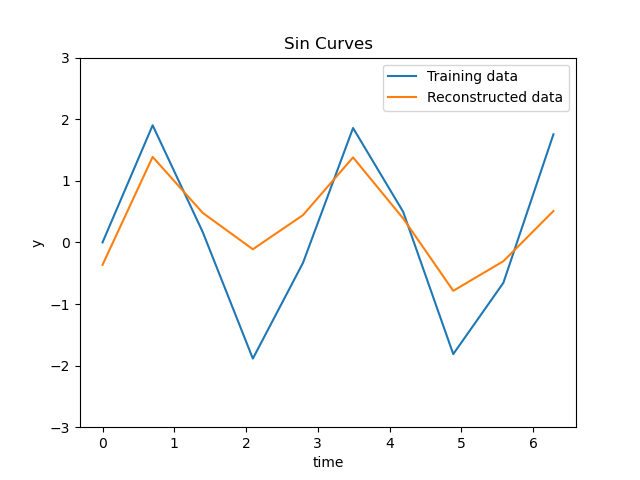 Sin Curves
Training data
Reconstructed data
3
2
1
0
−1
−2
−3
y
0 1 2 3 4 5 6
time